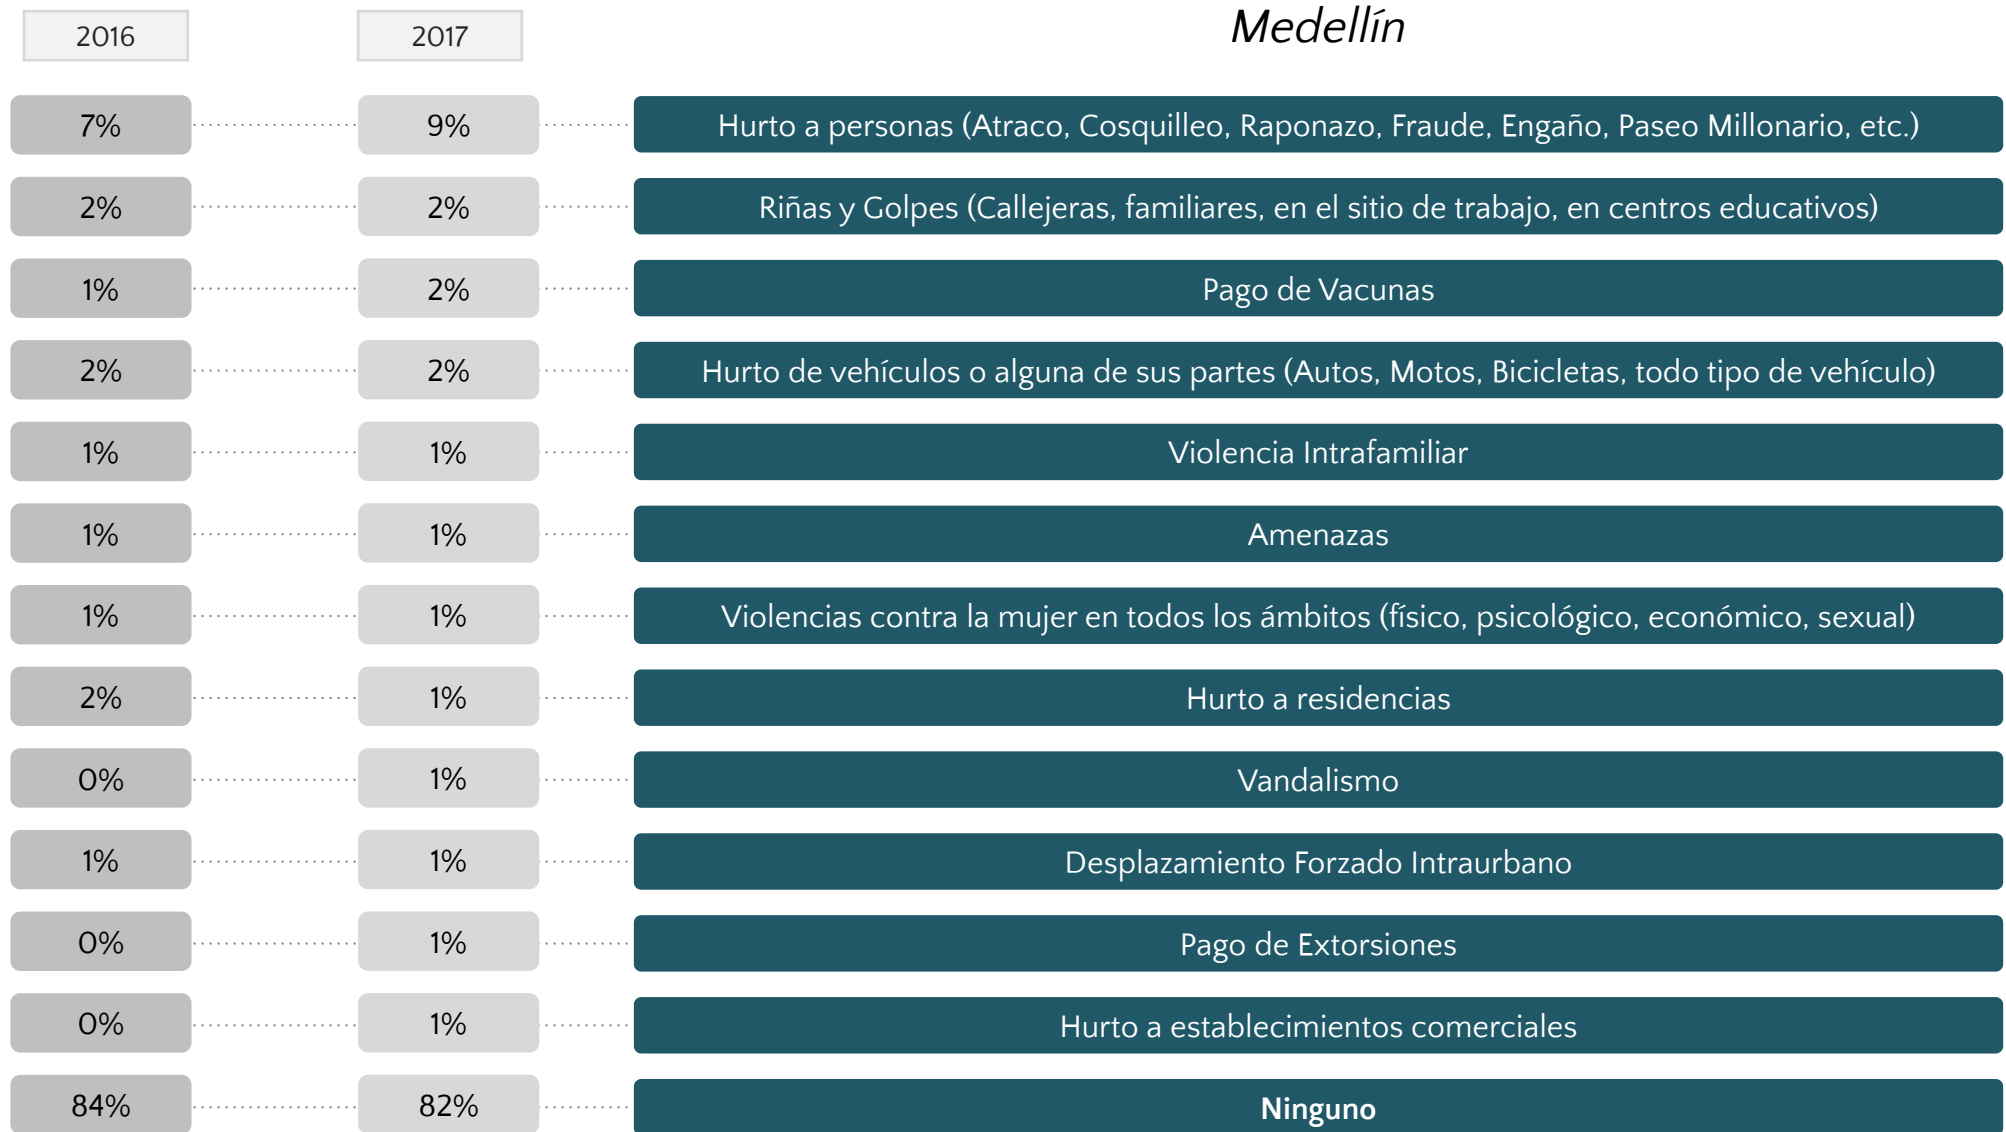 Medellín
2016 2017
7% 9% Hurto a personas (Atraco, Cosquilleo, Raponazo, Fraude, Engaño, Paseo Millonario, etc.)
2% 2% Riñas y Golpes (Callejeras, familiares, en el sitio de trabajo, en centros educativos)
1% 2% Pago de Vacunas
2% 2% Hurto de vehículos o alguna de sus partes (Autos, Motos, Bicicletas, todo tipo de vehículo)
1% 1% Violencia Intrafamiliar
1% 1% Amenazas
1% 1% Violencias contra la mujer en todos los ámbitos (físico, psicológico, económico, sexual)
2% 1% Hurto a residencias
0% 1% Vandalismo
1% 1% Desplazamiento Forzado Intraurbano
0% 1% Pago de Extorsiones
0% 1% Hurto a establecimientos comerciales
84% 82% Ninguno